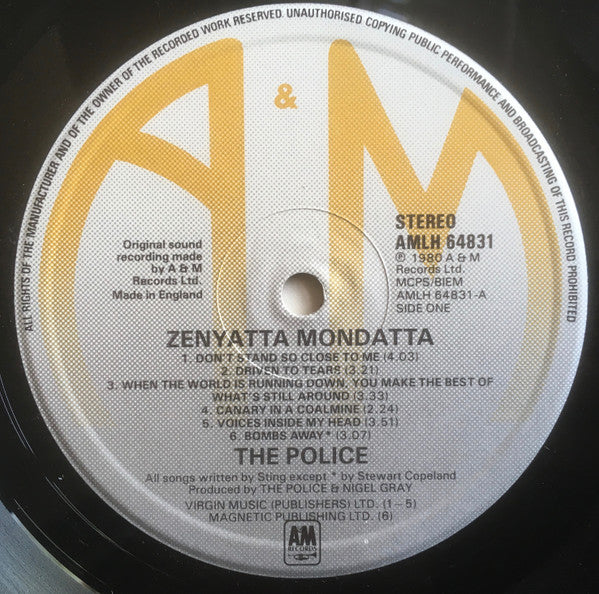 ALL RIGHTS OF THE MANUFACTURER AND OF THE OWNER OF THE RECORDED WORK RESERVED. UNAUTHORISED COPYING PUBLIC PERFORMANCE AND BROADCASTING OF THIS RECORD PROHIBITED
A & M
Original sound
recording made
by A & M
Records Ltd.
Made in England
STEREO
AMLH 64831
℗ 1980 A & M
Records Ltd.
MCPS/BIEM
AMLH 64831-A
SIDE ONE
ZENYATTA MONDATTA
1. DON'T STAND SO CLOSE TO ME (4.03)
2. DRIVEN TO TEARS (3.21)
3. WHEN THE WORLD IS RUNNING DOWN, YOU MAKE THE BEST OF
WHAT'S STILL AROUND (3.33)
4. CANARY IN A COALMINE (2.24)
5. VOICES INSIDE MY HEAD (3.51)
6. BOMBS AWAY* (3.07)
THE POLICE
All songs written by Sting except * by Stewart Copeland
Produced by THE POLICE & NIGEL GRAY
VIRGIN MUSIC (PUBLISHERS) LTD. (1–5)
MAGNETIC PUBLISHING LTD. (6)
A&M
RECORDS